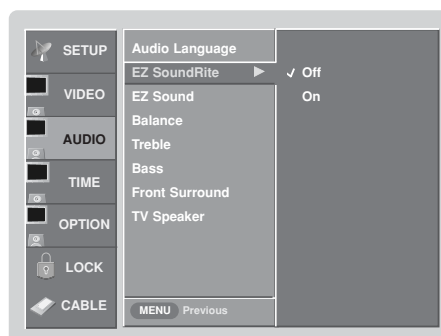 SETUP
VIDEO
AUDIO
TIME
OPTION
LOCK
CABLE
Audio Language
EZ SoundRite ▶
EZ Sound
Balance
Treble
Bass
Front Surround
TV Speaker
MENU Previous
✓ Off
On